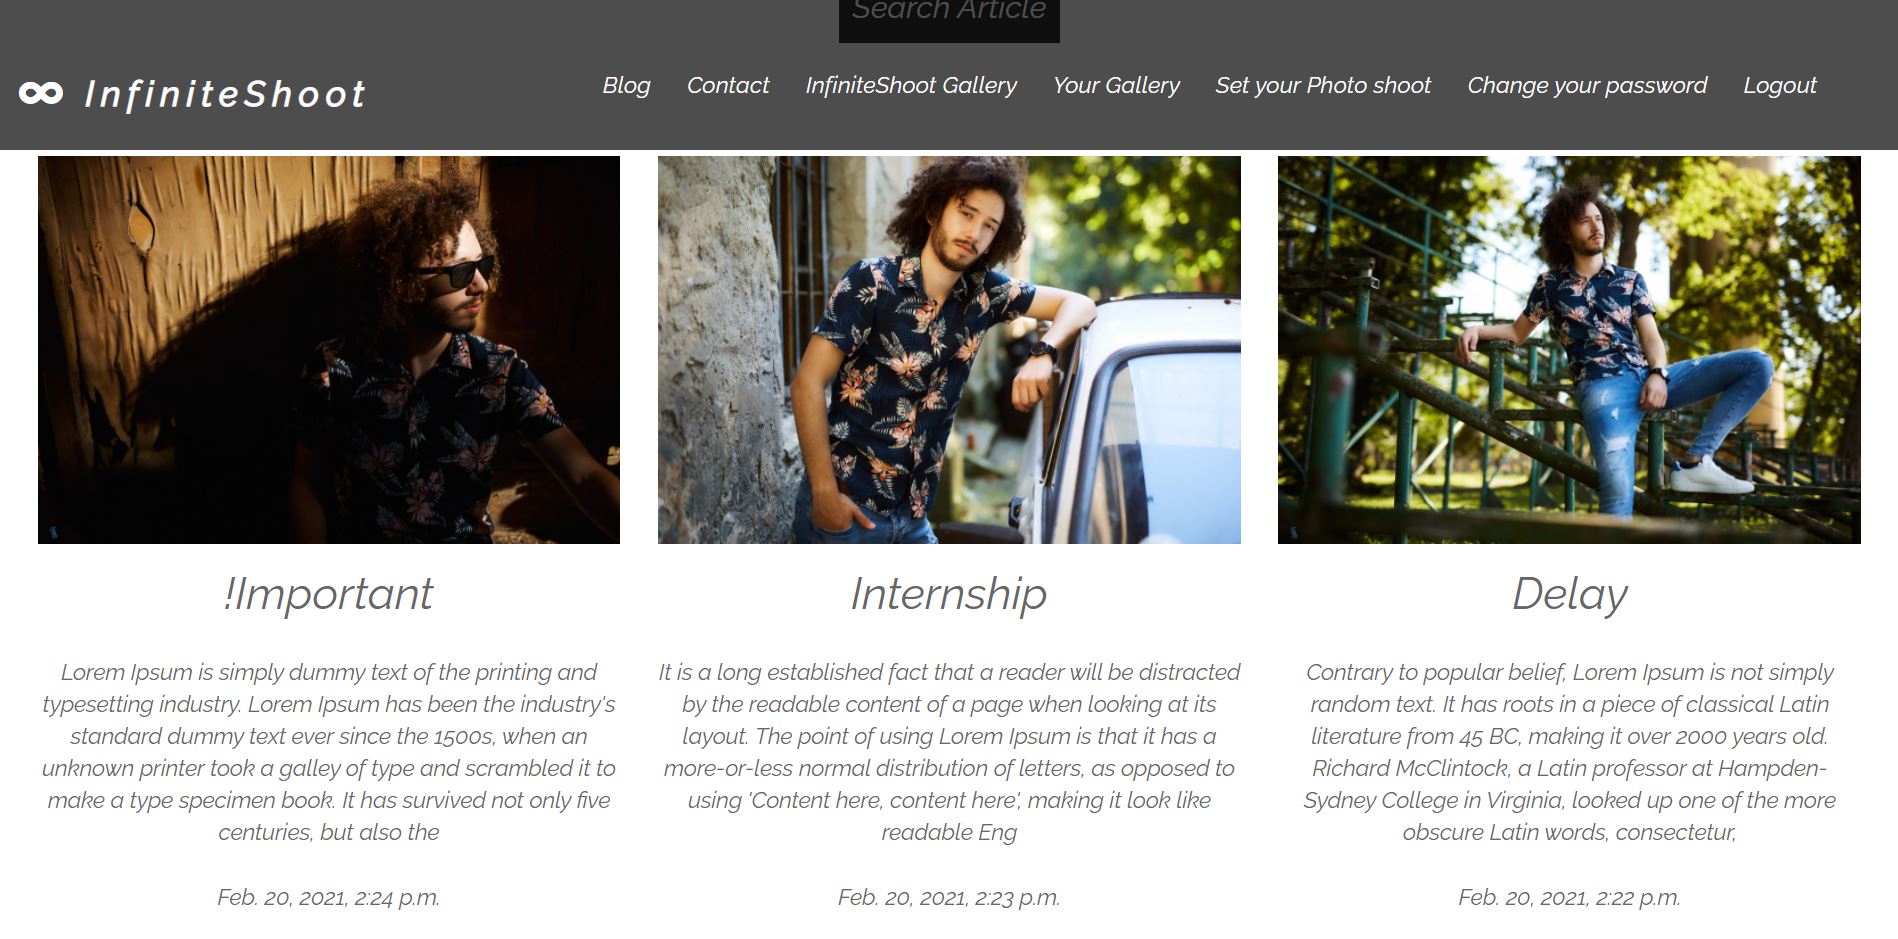 Search Article
InfiniteShoot
Blog Contact InfiniteShoot Gallery Your Gallery Set your Photo shoot Change your password Logout
!Important
Lorem Ipsum is simply dummy text of the printing and
typesetting industry. Lorem Ipsum has been the industry's
standard dummy text ever since the 1500s, when an
unknown printer took a galley of type and scrambled it to
make a type specimen book. It has survived not only five
centuries, but also the
Feb. 20, 2021, 2:24 p.m.
Internship
It is a long established fact that a reader will be distracted
by the readable content of a page when looking at its
layout. The point of using Lorem Ipsum is that it has a
more-or-less normal distribution of letters, as opposed to
using 'Content here, content here', making it look like
readable Eng
Feb. 20, 2021, 2:23 p.m.
Delay
Contrary to popular belief, Lorem Ipsum is not simply
random text. It has roots in a piece of classical Latin
literature from 45 BC, making it over 2000 years old.
Richard McClintock, a Latin professor at Hampden-
Sydney College in Virginia, looked up one of the more
obscure Latin words, consectetur,
Feb. 20, 2021, 2:22 p.m.